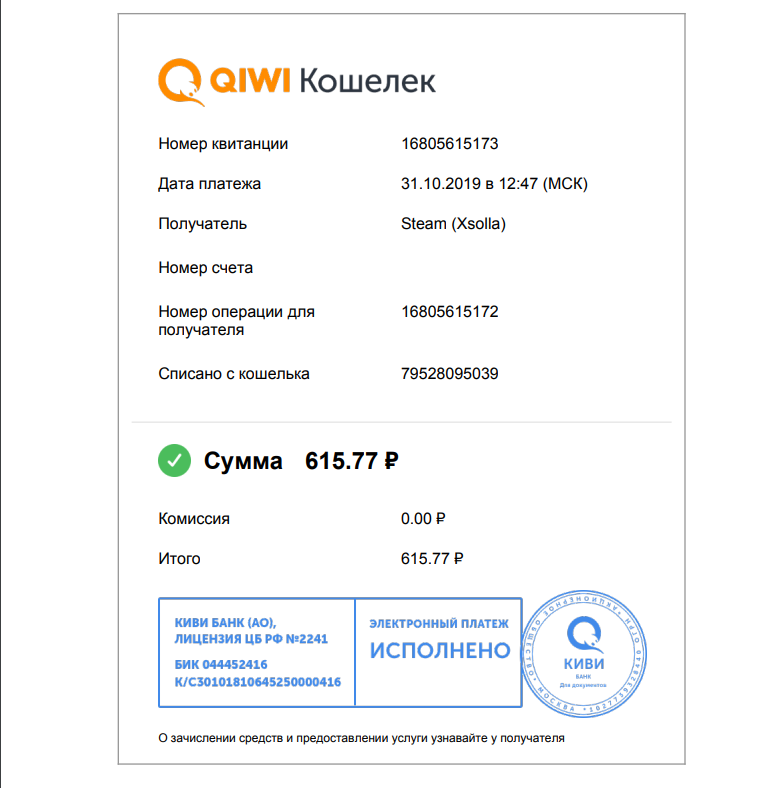 QIWI Кошелек
Номер квитанции 16805615173
Дата платежа 31.10.2019 в 12:47 (МСК)
Получатель Steam (Xsolla)
Номер счета
Номер операции для 16805615172
получателя
Списано с кошелька 79528095039
Сумма 615.77 ₽
Комиссия 0.00 ₽
Итого 615.77 ₽
КИВИ БАНК (АО),
ЛИЦЕНЗИЯ ЦБ РФ №2241
БИК 044452416
К/С30101810645250000416
ЭЛЕКТРОННЫЙ ПЛАТЕЖ
ИСПОЛНЕНО
КИВИ
БАНК
Для документов
О зачислении средств и предоставлении услуги узнавайте у получателя